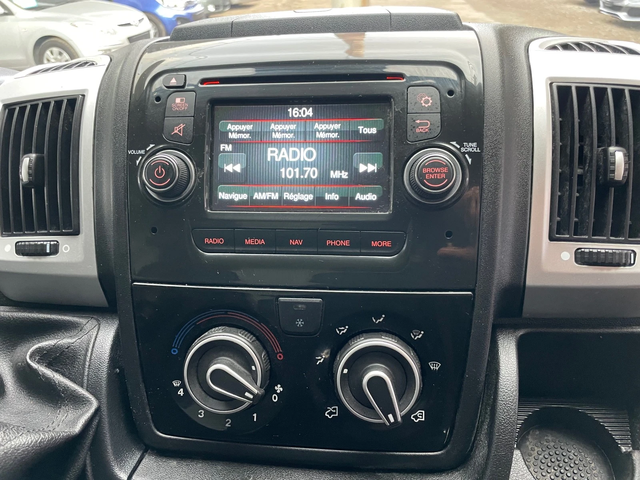 16:04
Appuyer Mémor. Appuyer Mémor. Appuyer Mémor. Tous
FM
RADIO
101.70 MHz
Navigue AM/FM Réglage Info Audio
VOLUME
BACK
TUNE
SCROLL
BROWSE
ENTER
RADIO MEDIA NAV PHONE MORE
4 3 2 1 0